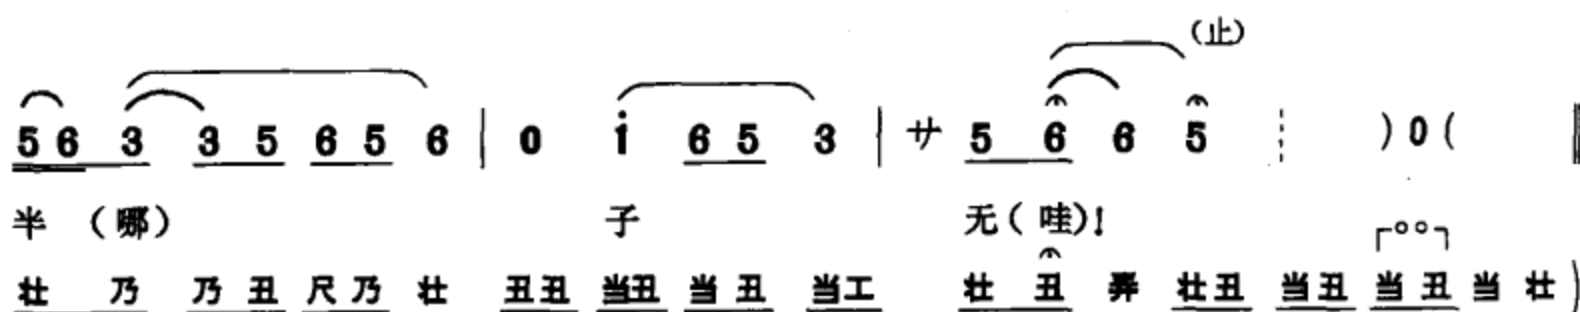 (止)
5 6 3 3 5 6 5 6 | 0 i 6 5 3 | サ 5 6 6 5 ) 0 (
半 (哪) 子 无(哇)!
壮 乃 乃 丑 尺 乃 壮 丑丑 当丑 当 丑 当工 壮 丑 弄 壮丑 当丑 当 丑 当 壮 )